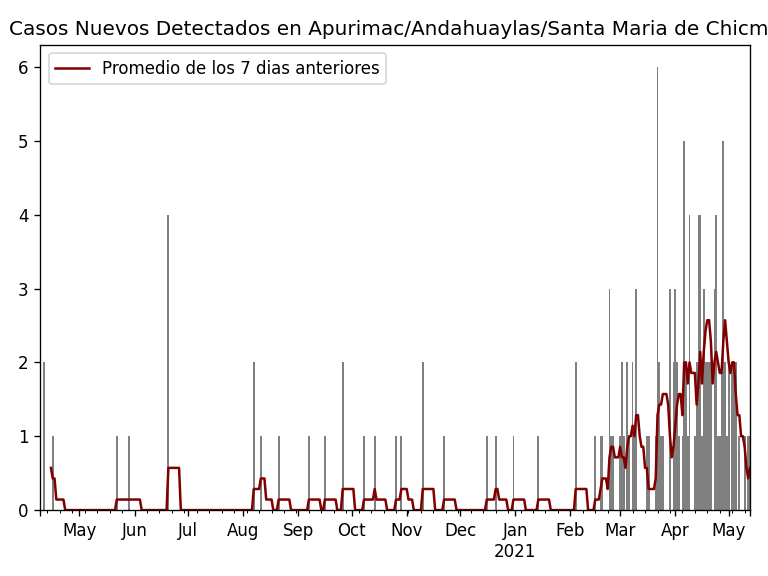 Casos Nuevos Detectados en Apurimac/Andahuaylas/Santa Maria de Chicm
Promedio de los 7 dias anteriores
6
5
4
3
2
1
0
May Jun Jul Aug Sep Oct Nov Dec Jan Feb Mar Apr May
2021